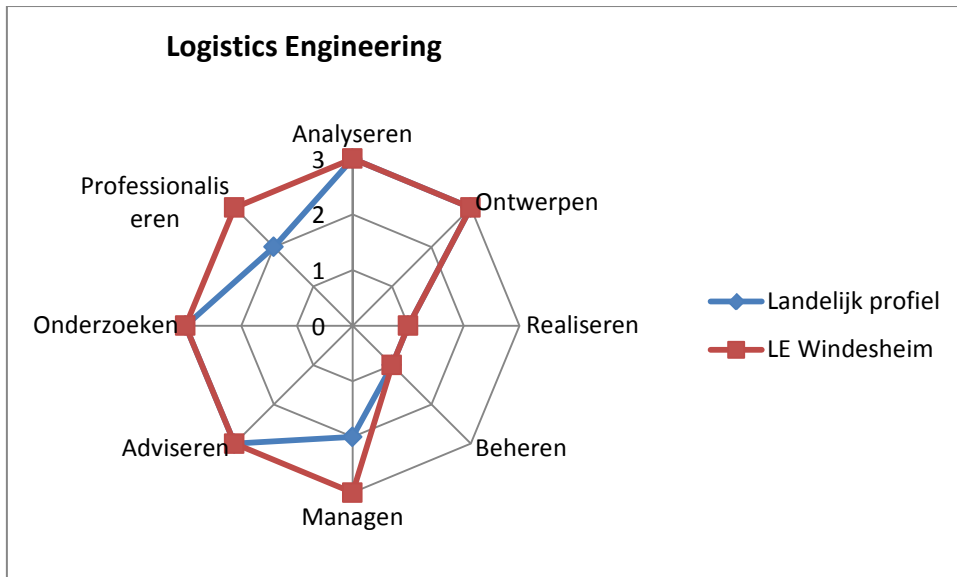 Logistics Engineering
Analyseren
3
Professionalis
eren
Ontwerpen
2
1
Onderzoeken
0
Realiseren
Landelijk profiel
LE Windesheim
Adviseren
Beheren
Managen